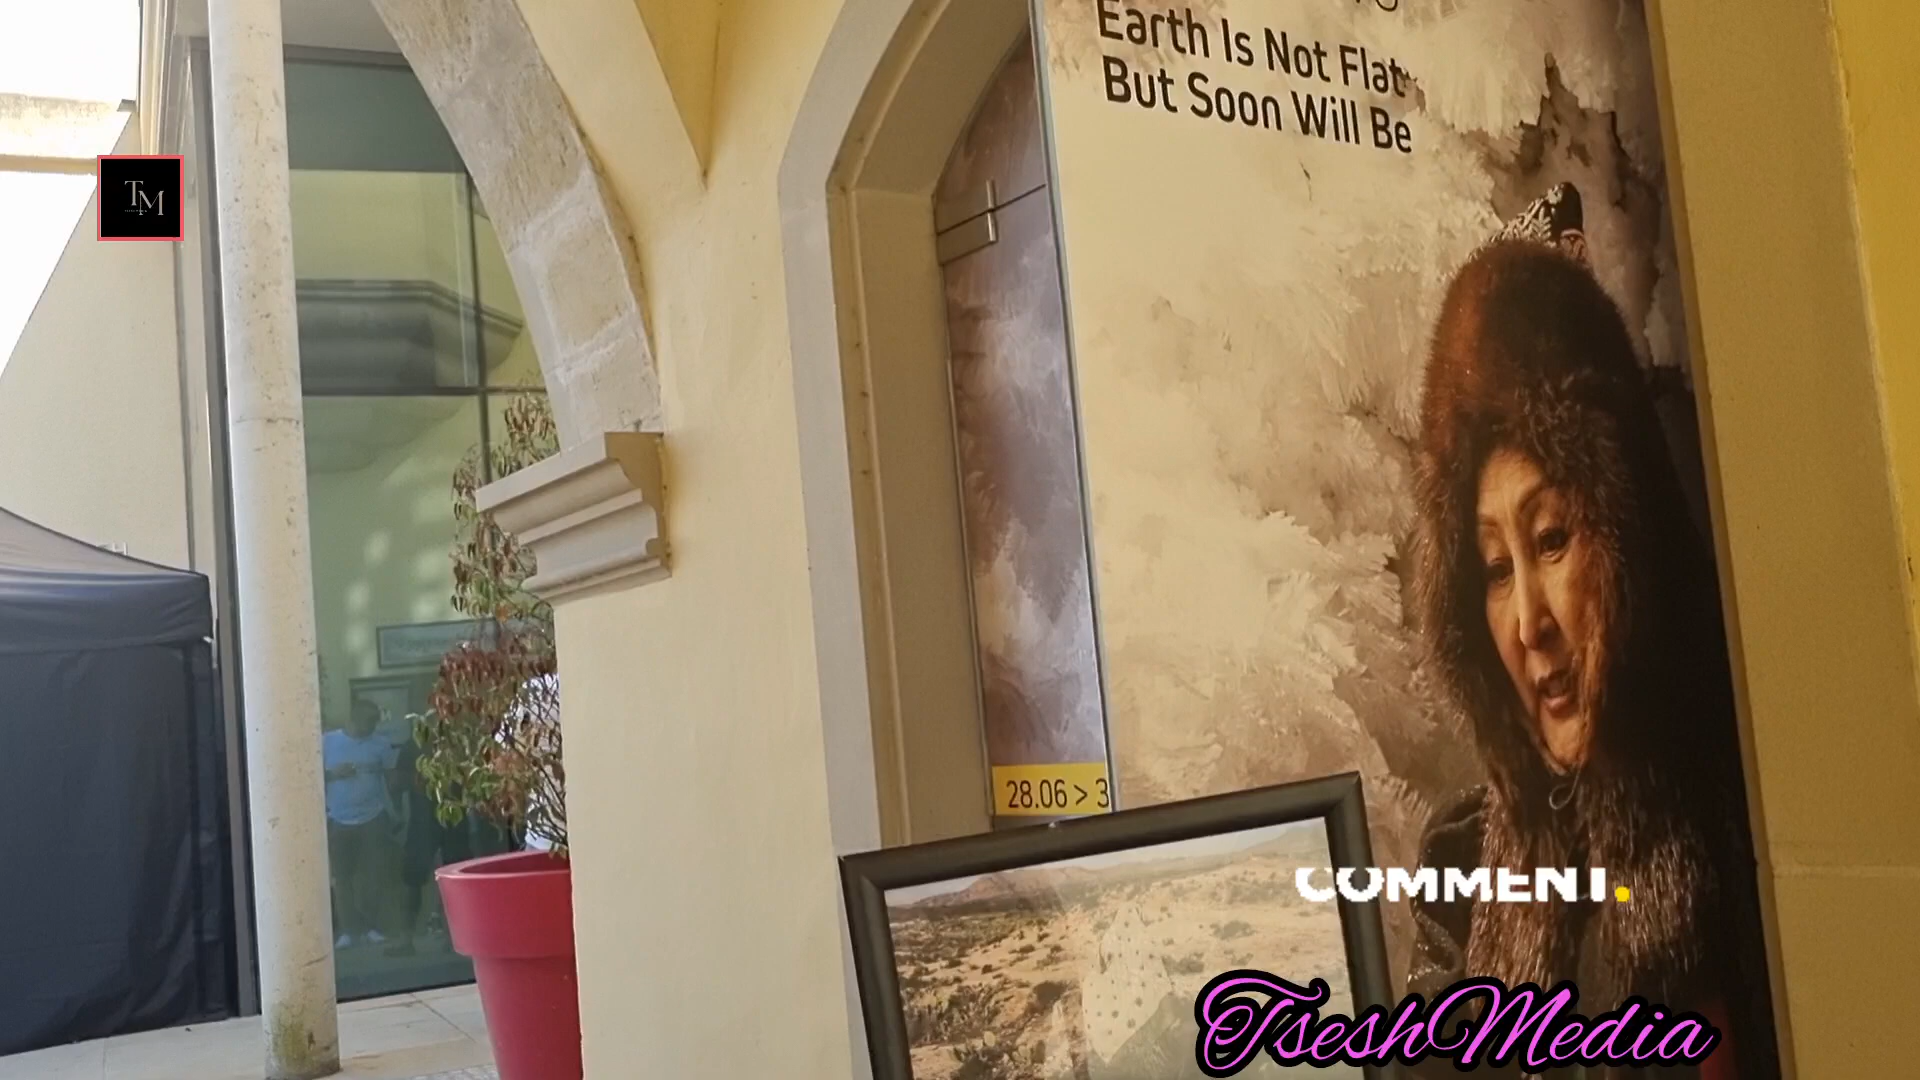 Earth Is Not Flat
But Soon Will Be
TM
28.06 > 3
COMMENT.
TseshMedia